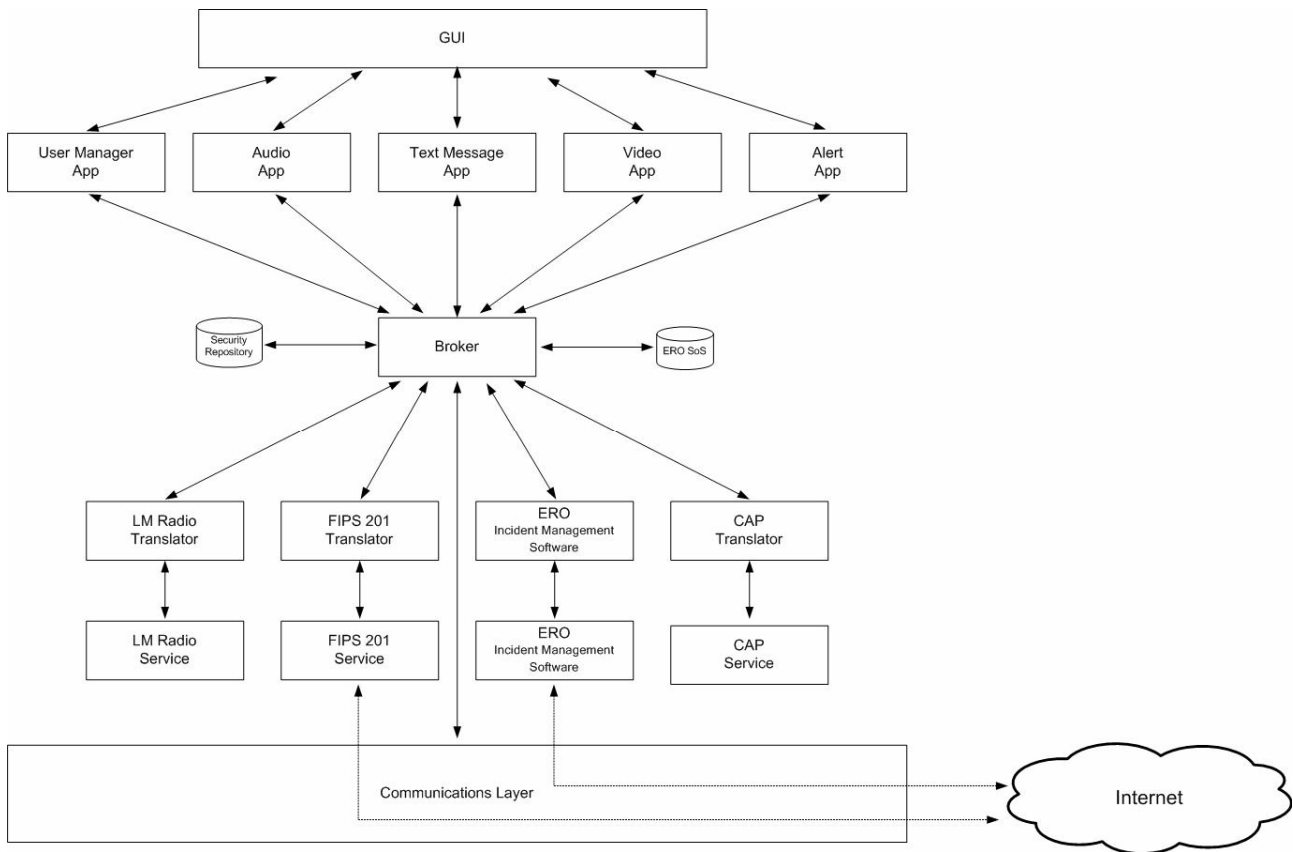 GUI
User Manager
App
Audio
App
Text Message
App
Video
App
Alert
App
Security
Repository
Broker
ERO SoS
LM Radio
Translator
FIPS 201
Translator
ERO
Incident Management
Software
CAP
Translator
LM Radio
Service
FIPS 201
Service
ERO
Incident Management
Software
CAP
Service
Communications Layer
Internet